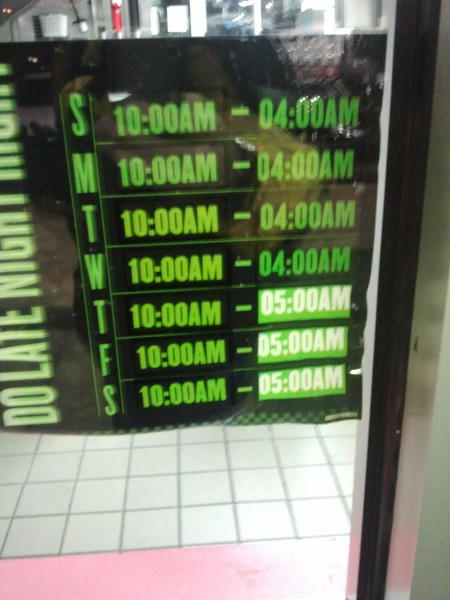 DO LATE NIGHT RIGHT
S 10:00AM – 04:00AM
M 10:00AM – 04:00AM
T 10:00AM – 04:00AM
W 10:00AM – 04:00AM
T 10:00AM – 05:00AM
F 10:00AM – 05:00AM
S 10:00AM – 05:00AM